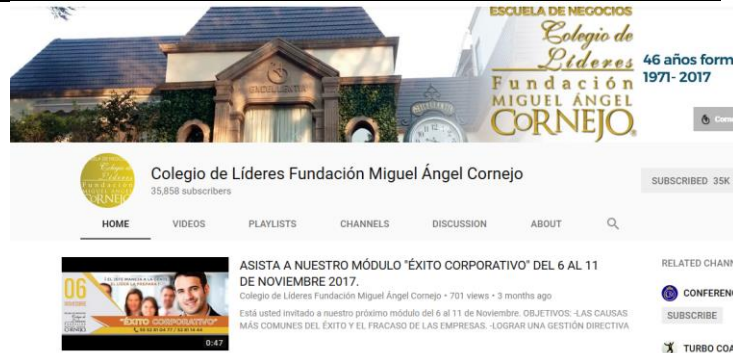 ESCUELA DE NEGOCIOS
Colegio de
Líderes
Fundación
MIGUEL ÁNGEL
CORNEJO
46 años form
1971- 2017
EXCELLENTIA
Colegio de Líderes Fundación Miguel Ángel Cornejo
35,858 subscribers
SUBSCRIBED 35K
HOME VIDEOS PLAYLISTS CHANNELS DISCUSSION ABOUT
06
NOVIEMBRE
"ÉXITO CORPORATIVO"
0:47
ASISTA A NUESTRO MÓDULO "ÉXITO CORPORATIVO" DEL 6 AL 11
DE NOVIEMBRE 2017.
Colegio de Líderes Fundación Miguel Ángel Cornejo • 701 views • 3 months ago
Está usted invitado a nuestro próximo módulo del 6 al 11 de Noviembre. OBJETIVOS: -LAS CAUSAS
MÁS COMUNES DEL ÉXITO Y EL FRACASO DE LAS EMPRESAS. -LOGRAR UNA GESTIÓN DIRECTIVA
RELATED CHANN
CONFERENC
SUBSCRIBE
TURBO COA